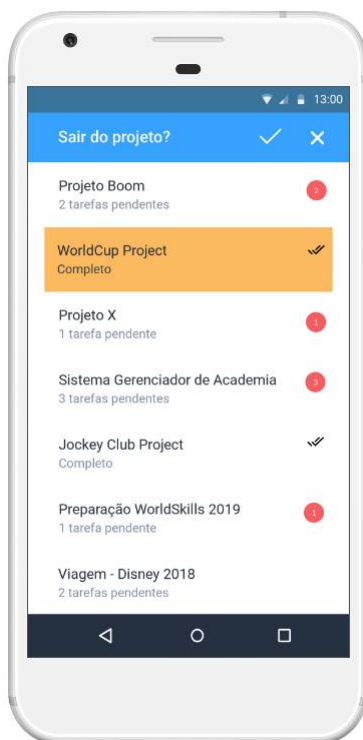 13:00
Sair do projeto?
Projeto Boom
2 tarefas pendentes
2
WorldCup Project
Completo
Projeto X
1 tarefa pendente
1
Sistema Gerenciador de Academia
3 tarefas pendentes
3
Jockey Club Project
Completo
Preparação WorldSkills 2019
1 tarefa pendente
1
Viagem - Disney 2018
2 tarefas pendentes